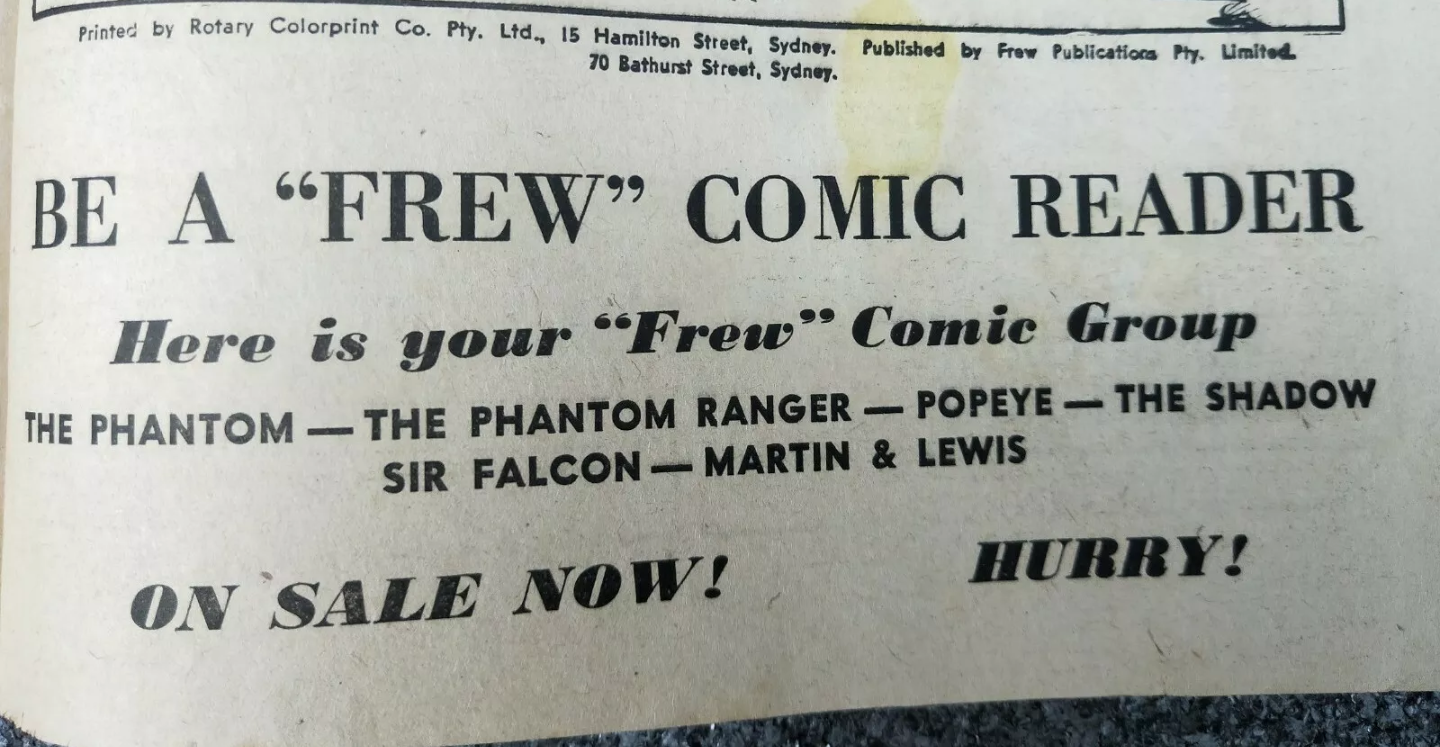 Printed by Rotary Colorprint Co. Pty. Ltd., 15 Hamilton Street, Sydney. Published by Frew Publications Pty. Limited.
70 Bathurst Street, Sydney.
BE A “FREW” COMIC READER
Here is your “Frew” Comic Group
THE PHANTOM — THE PHANTOM RANGER — POPEYE — THE SHADOW
SIR FALCON — MARTIN & LEWIS
ON SALE NOW! HURRY!